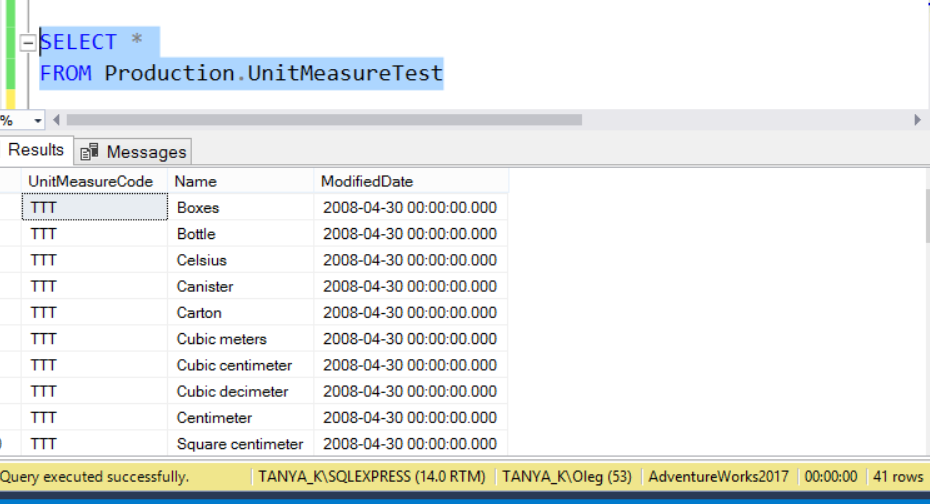 SELECT *
FROM Production.UnitMeasureTest
%
Results Messages
UnitMeasureCode Name ModifiedDate
TTT Boxes 2008-04-30 00:00:00.000
TTT Bottle 2008-04-30 00:00:00.000
TTT Celsius 2008-04-30 00:00:00.000
TTT Canister 2008-04-30 00:00:00.000
TTT Carton 2008-04-30 00:00:00.000
TTT Cubic meters 2008-04-30 00:00:00.000
TTT Cubic centimeter 2008-04-30 00:00:00.000
TTT Cubic decimeter 2008-04-30 00:00:00.000
TTT Centimeter 2008-04-30 00:00:00.000
TTT Square centimeter 2008-04-30 00:00:00.000
Query executed successfully. TANYA_K\SQLEXPRESS (14.0 RTM) TANYA_K\Oleg (53) AdventureWorks2017 00:00:00 41 rows